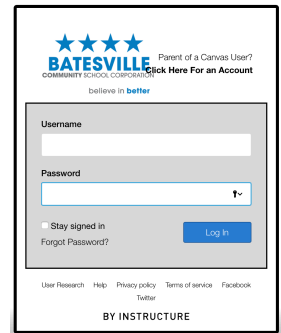 Parent of a Canvas User?
BATESVILLE
Click Here For an Account
COMMUNITY SCHOOL CORPORATION
believe in better
Username
Password
Stay signed in
Log In
Forgot Password?
User Research Help Privacy policy Terms of service Facebook
Twitter
BY INSTRUCTURE